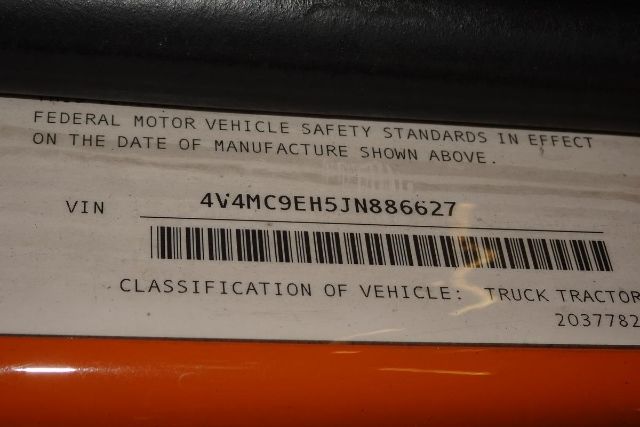 FEDERAL MOTOR VEHICLE SAFETY STANDARDS IN EFFECT
ON THE DATE OF MANUFACTURE SHOWN ABOVE.
VIN 4V4MC9EH5JN886627
CLASSIFICATION OF VEHICLE: TRUCK TRACTOR
2037782